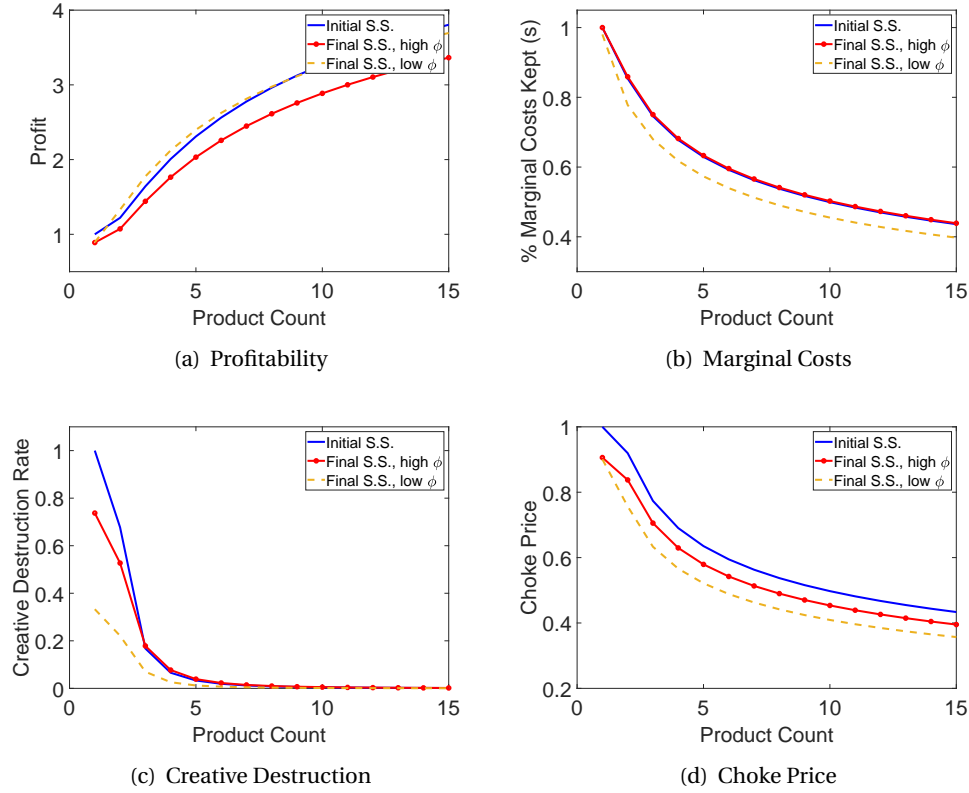 4
3
2
1
0
5
10
15
Profit
Product Count
Initial S.S.
Final S.S., high ϕ
Final S.S., low ϕ
(a) Profitability
1
0.8
0.6
0.4
0
5
10
15
% Marginal Costs Kept (s)
Product Count
Initial S.S.
Final S.S., high ϕ
Final S.S., low ϕ
(b) Marginal Costs
1
0.8
0.6
0.4
0.2
0
0
5
10
15
Creative Destruction Rate
Product Count
Initial S.S.
Final S.S., high ϕ
Final S.S., low ϕ
(c) Creative Destruction
1
0.8
0.6
0.4
0.2
0
5
10
15
Choke Price
Product Count
Initial S.S.
Final S.S., high ϕ
Final S.S., low ϕ
(d) Choke Price